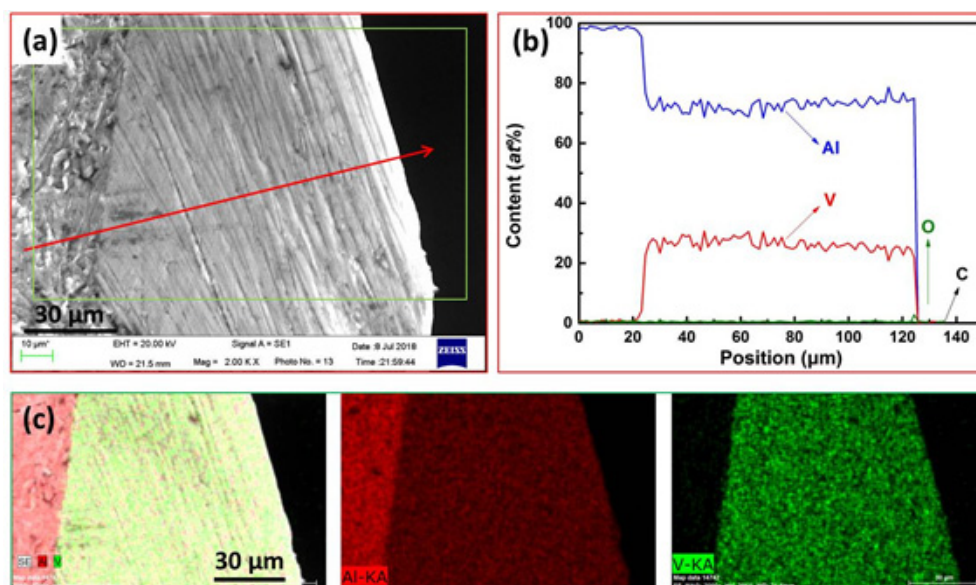 (a)
30 µm
10 µm*
EHT = 20.00 kV
Signal A = SE1
Date :8 Jul 2018
WD = 21.5 mm
Mag = 2.00 K X
Photo No. = 13
Time :21:59:44
ZEISS
(b)
100
80
60
40
20
0
Content (at%)
Al
V
O
C
0 20 40 60 80 100 120 140
Position (µm)
(c)
SE
V
30 µm
Al-KA
V-KA